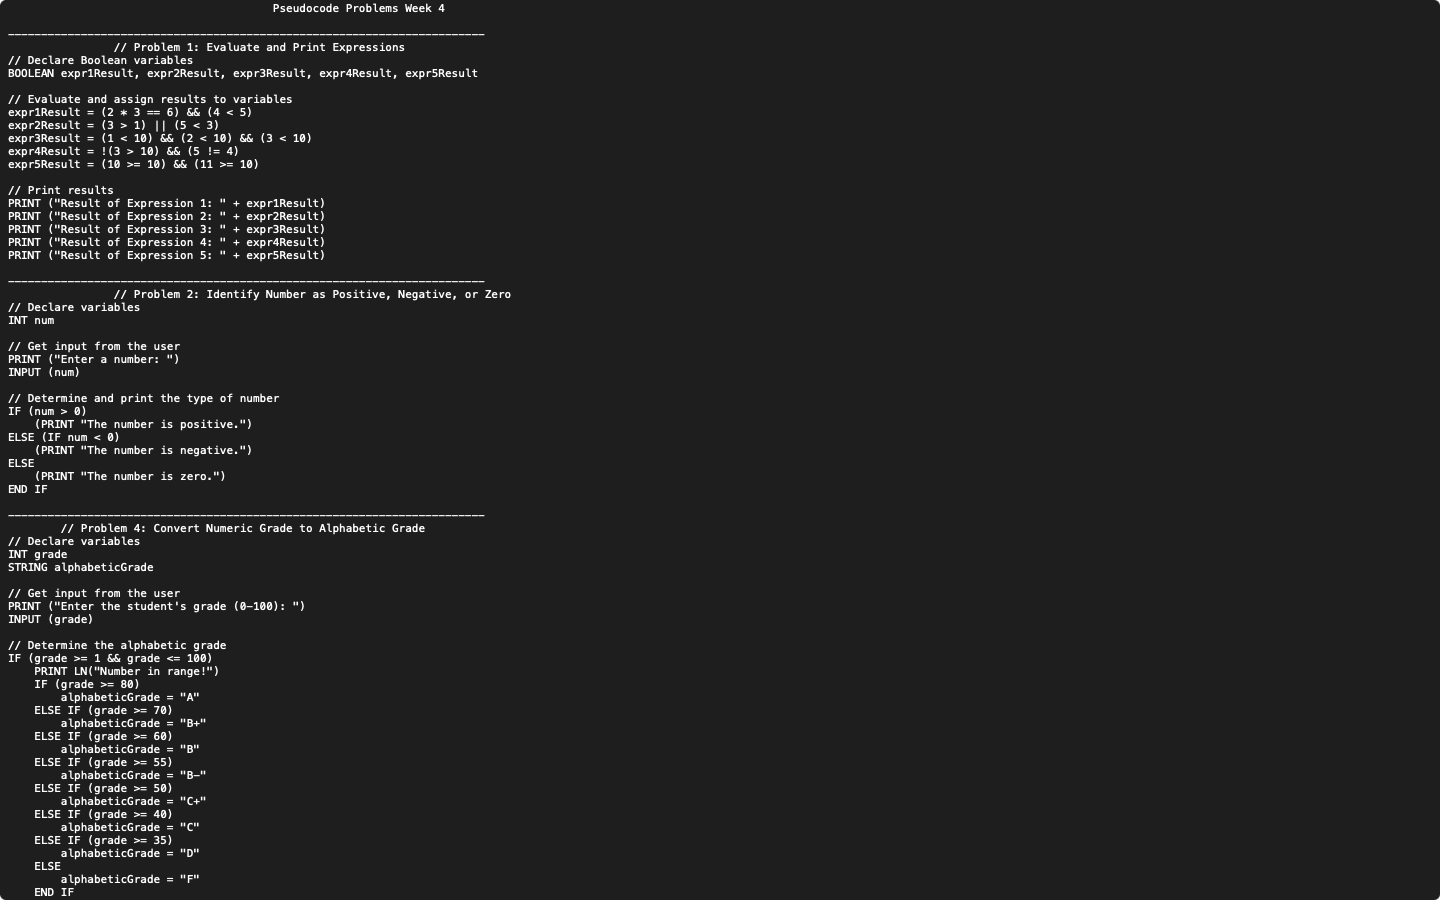 Pseudocode Problems Week 4
________________________________________________________________________
// Problem 1: Evaluate and Print Expressions
// Declare Boolean variables
BOOLEAN expr1Result, expr2Result, expr3Result, expr4Result, expr5Result
// Evaluate and assign results to variables
expr1Result = (2 * 3 == 6) && (4 < 5)
expr2Result = (3 > 1) || (5 < 3)
expr3Result = (1 < 10) && (2 < 10) && (3 < 10)
expr4Result = !(3 > 10) && (5 != 4)
expr5Result = (10 >= 10) && (11 >= 10)
// Print results
PRINT ("Result of Expression 1: " + expr1Result)
PRINT ("Result of Expression 2: " + expr2Result)
PRINT ("Result of Expression 3: " + expr3Result)
PRINT ("Result of Expression 4: " + expr4Result)
PRINT ("Result of Expression 5: " + expr5Result)
________________________________________________________________________
// Problem 2: Identify Number as Positive, Negative, or Zero
// Declare variables
INT num
// Get input from the user
PRINT ("Enter a number: ")
INPUT (num)
// Determine and print the type of number
IF (num > 0)
    (PRINT "The number is positive.")
ELSE (IF num < 0)
    (PRINT "The number is negative.")
ELSE
    (PRINT "The number is zero.")
END IF
________________________________________________________________________
// Problem 4: Convert Numeric Grade to Alphabetic Grade
// Declare variables
INT grade
STRING alphabeticGrade
// Get input from the user
PRINT ("Enter the student's grade (0-100): ")
INPUT (grade)
// Determine the alphabetic grade
IF (grade >= 1 && grade <= 100)
    PRINT LN("Number in range!")
    IF (grade >= 80)
        alphabeticGrade = "A"
    ELSE IF (grade >= 70)
        alphabeticGrade = "B+"
    ELSE IF (grade >= 60)
        alphabeticGrade = "B"
    ELSE IF (grade >= 55)
        alphabeticGrade = "B-"
    ELSE IF (grade >= 50)
        alphabeticGrade = "C+"
    ELSE IF (grade >= 40)
        alphabeticGrade = "C"
    ELSE IF (grade >= 35)
        alphabeticGrade = "D"
    ELSE
        alphabeticGrade = "F"
    END IF